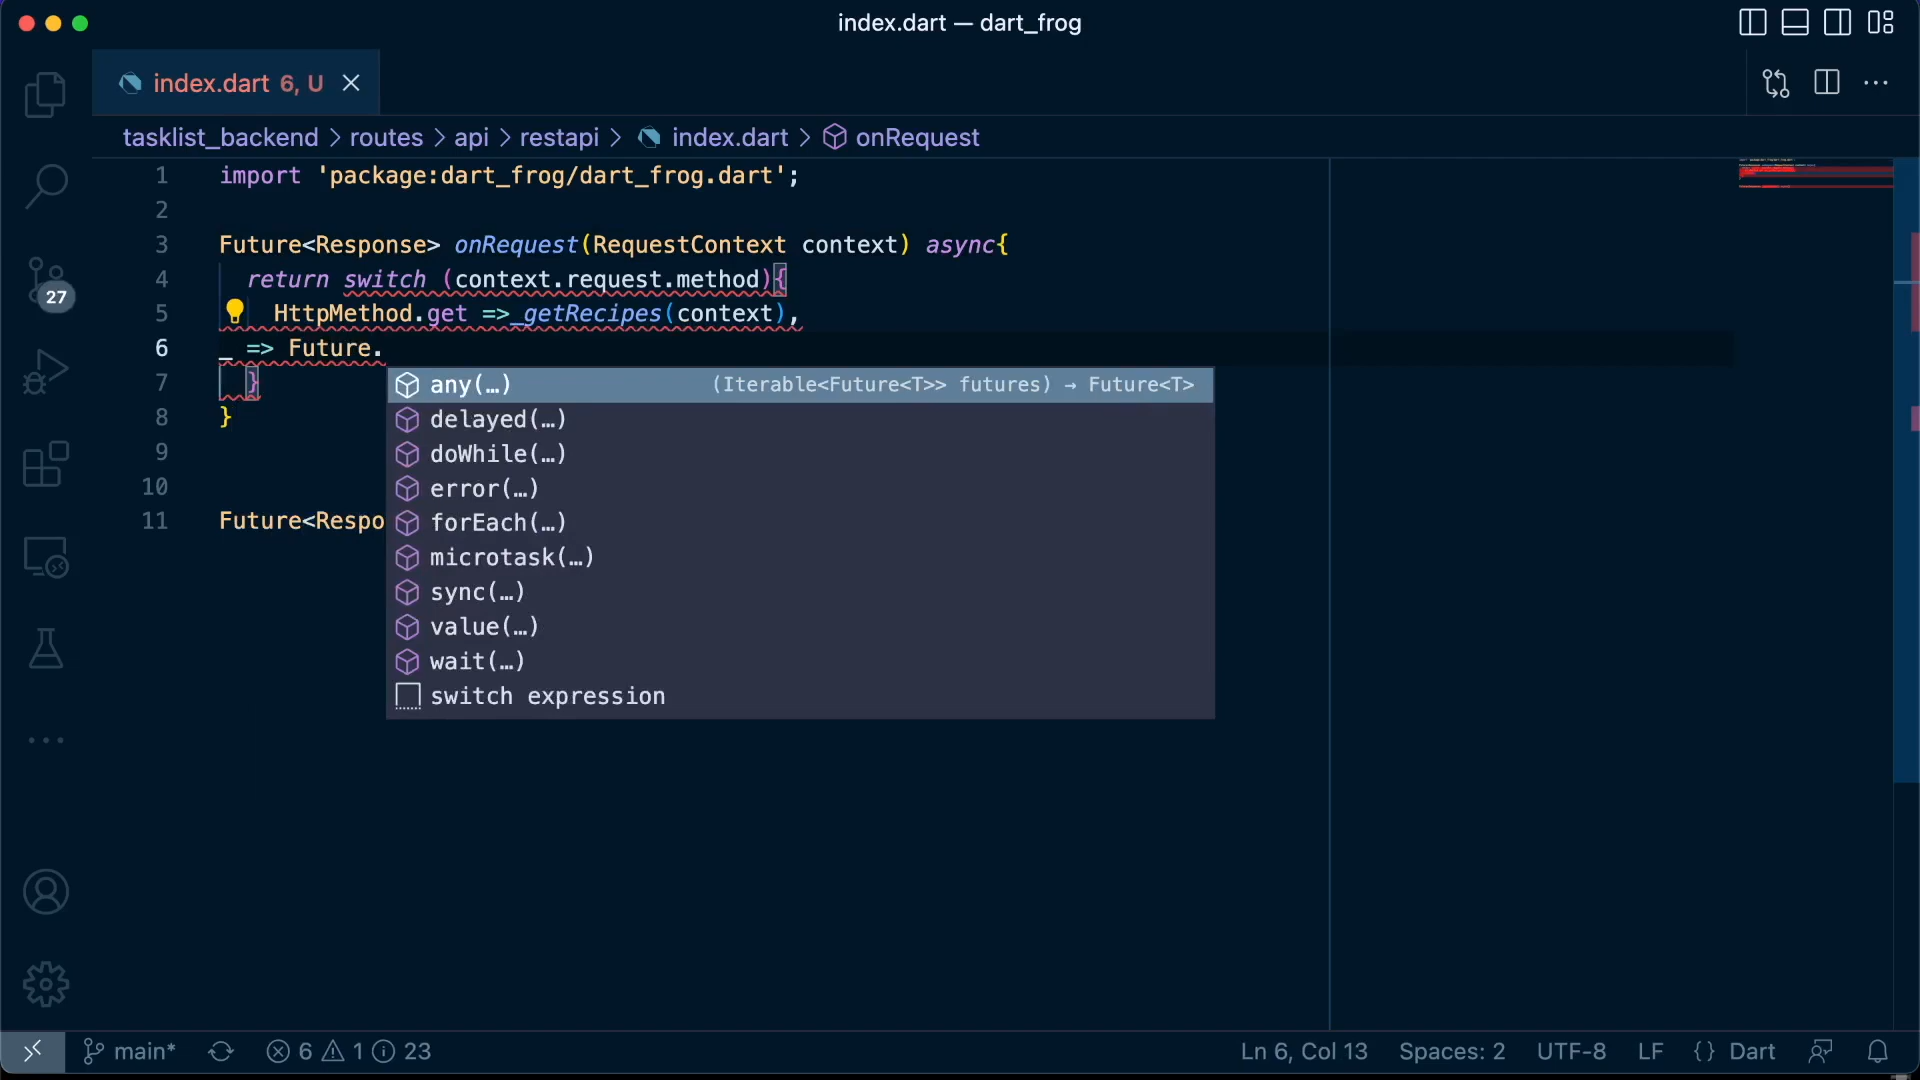 index.dart — dart_frog
index.dart 6, U
tasklist_backend > routes > api > restapi > index.dart > onRequest
1 import 'package:dart_frog/dart_frog.dart';
2
3 Future<Response> onRequest(RequestContext context) async{
4 return switch (context.request.method){
5 HttpMethod.get =>_getRecipes(context),
6 _ => Future.
7 }
any(…) (Iterable<Future<T>> futures) → Future<T>
8 }
delayed(…)
9
doWhile(…)
10
error(…)
11 Future<Respo
forEach(…)
microtask(…)
sync(…)
value(…)
wait(…)
switch expression
27
main* 6 1 23 Ln 6, Col 13 Spaces: 2 UTF-8 LF {} Dart